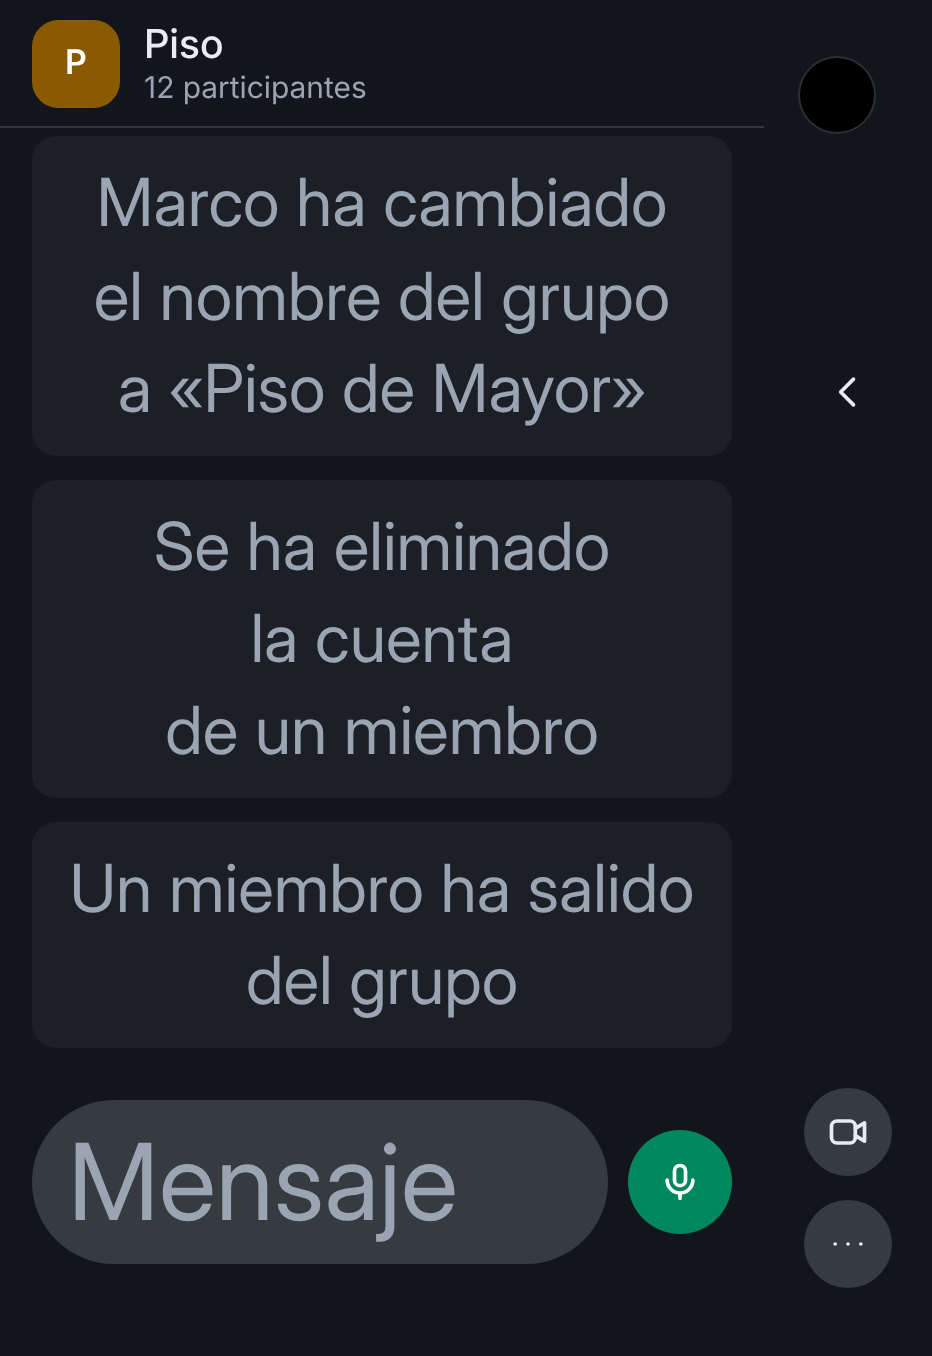 P
Piso
12 participantes
Marco ha cambiado
el nombre del grupo
a «Piso de Mayor»
Se ha eliminado
la cuenta
de un miembro
Un miembro ha salido
del grupo
Mensaje